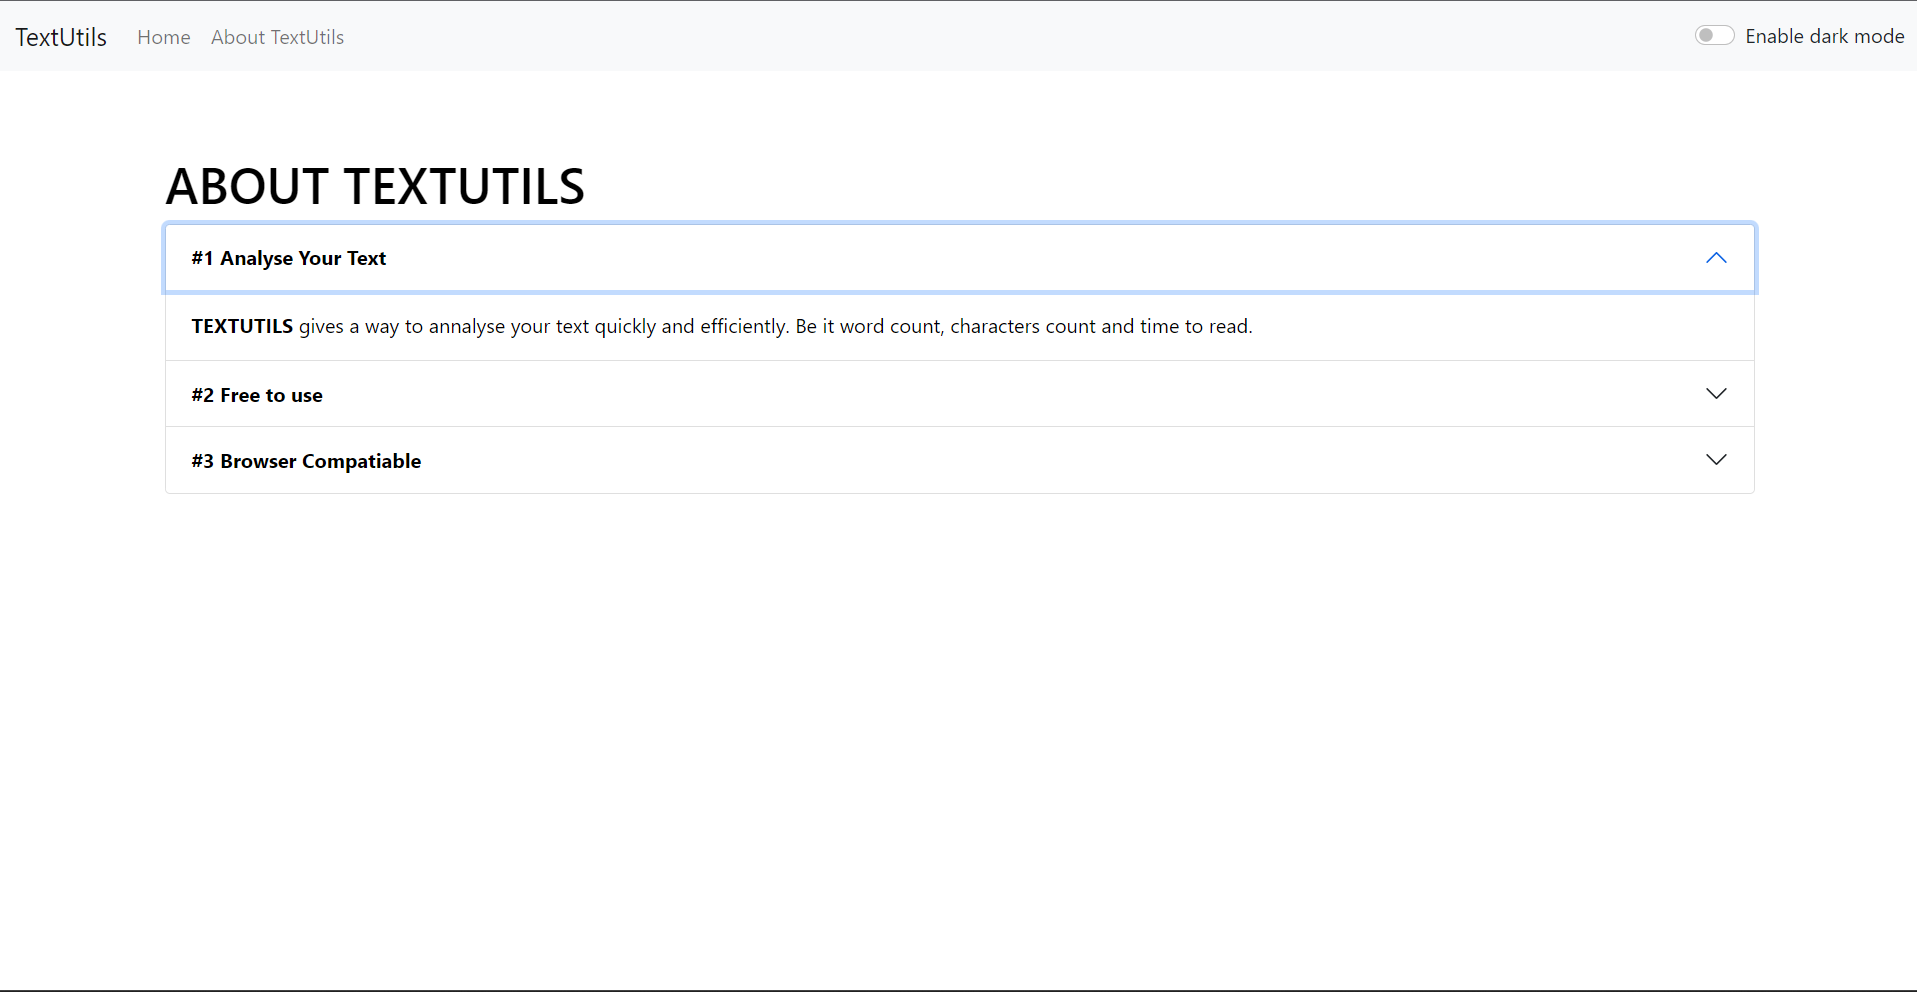 TextUtils Home About TextUtils Enable dark mode
ABOUT TEXTUTILS
#1 Analyse Your Text
TEXTUTILS gives a way to annalyse your text quickly and efficiently. Be it word count, characters count and time to read.
#2 Free to use
#3 Browser Compatiable